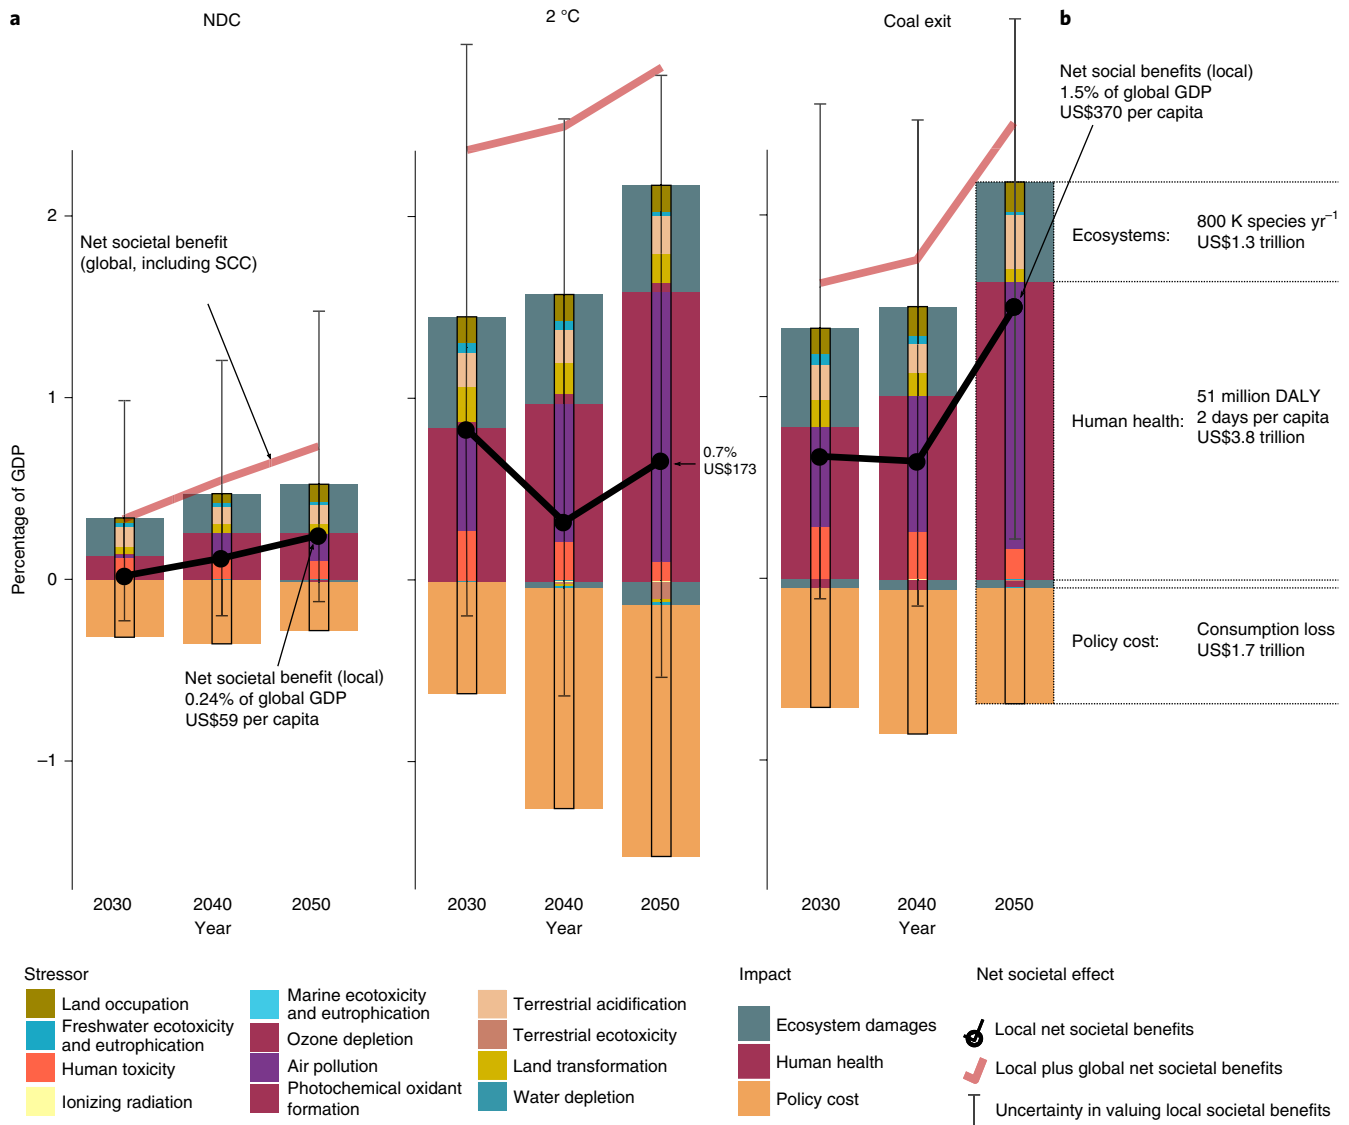 a
NDC
2 °C
Coal exit
b
Net social benefits (local)
1.5% of global GDP
US$370 per capita
Percentage of GDP
2
1
0
−1
Net societal benefit
(global, including SCC)
Net societal benefit (local)
0.24% of global GDP
US$59 per capita
0.7%
US$173
Ecosystems:
800 K species yr−1
US$1.3 trillion
Human health:
51 million DALY
2 days per capita
US$3.8 trillion
Policy cost:
Consumption loss
US$1.7 trillion
2030 2040 2050
Year
2030 2040 2050
Year
2030 2040 2050
Year
Stressor
Land occupation
Freshwater ecotoxicity
and eutrophication
Human toxicity
Ionizing radiation
Marine ecotoxicity
and eutrophication
Ozone depletion
Air pollution
Photochemical oxidant
formation
Terrestrial acidification
Terrestrial ecotoxicity
Land transformation
Water depletion
Impact
Ecosystem damages
Human health
Policy cost
Net societal effect
Local net societal benefits
Local plus global net societal benefits
Uncertainty in valuing local societal benefits